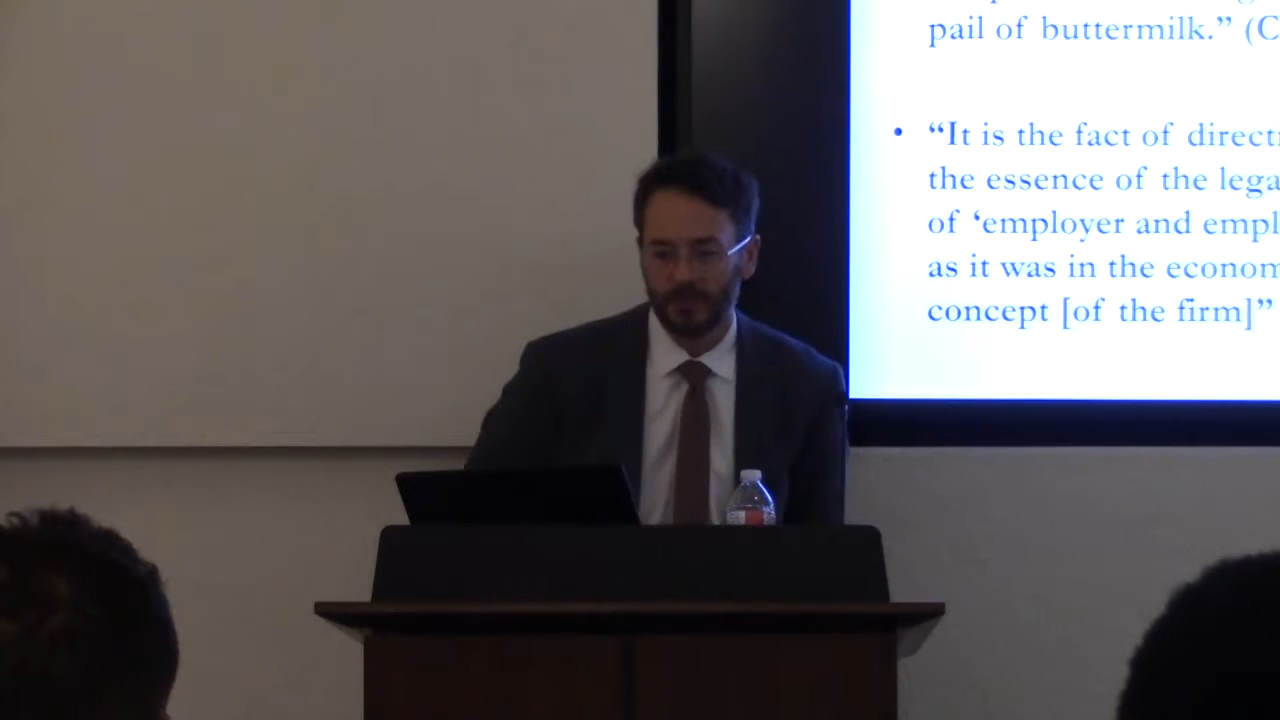 pail of buttermilk.” (C
• “It is the fact of direct
the essence of the lega
of ‘employer and empl
as it was in the econom
concept [of the firm]”